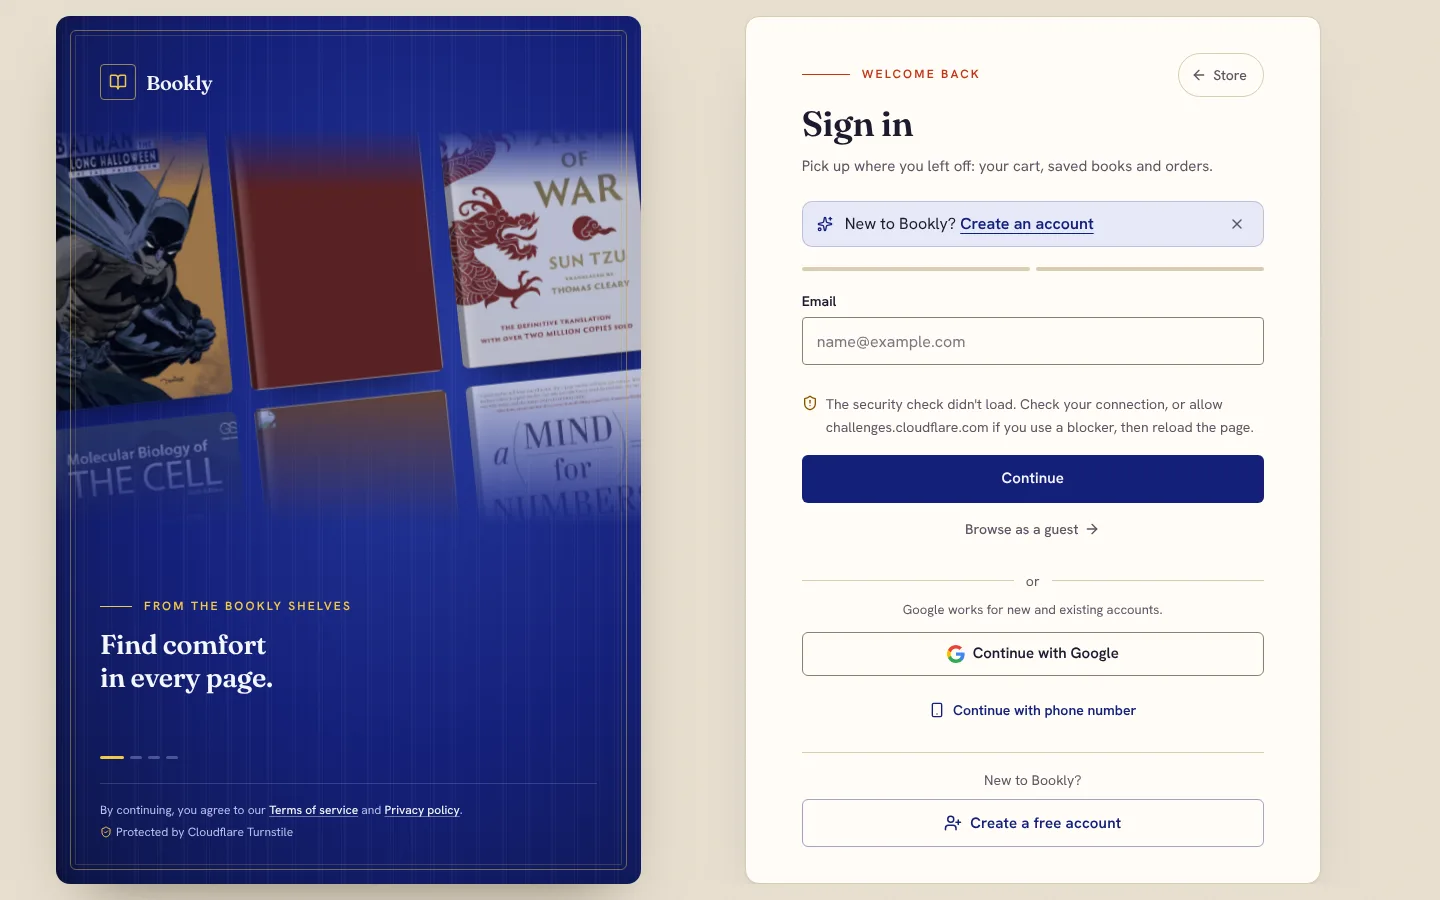 Bookly
BATMAN THE
LONG HALLOWEEN
OF
WAR
SUN TZU
TRANSLATED BY
THOMAS CLEARY
THE DEFINITIVE TRANSLATION
WITH OVER TWO MILLION COPIES SOLD
Molecular Biology of
THE CELL
a MIND
for
NUMBERS
FROM THE BOOKLY SHELVES
Find comfort
in every page.
By continuing, you agree to our Terms of service and Privacy policy.
Protected by Cloudflare Turnstile
WELCOME BACK
Store
Sign in
Pick up where you left off: your cart, saved books and orders.
New to Bookly? Create an account
Email
name@example.com
The security check didn't load. Check your connection, or allow
challenges.cloudflare.com if you use a blocker, then reload the page.
Continue
Browse as a guest
or
Google works for new and existing accounts.
Continue with Google
Continue with phone number
New to Bookly?
Create a free account